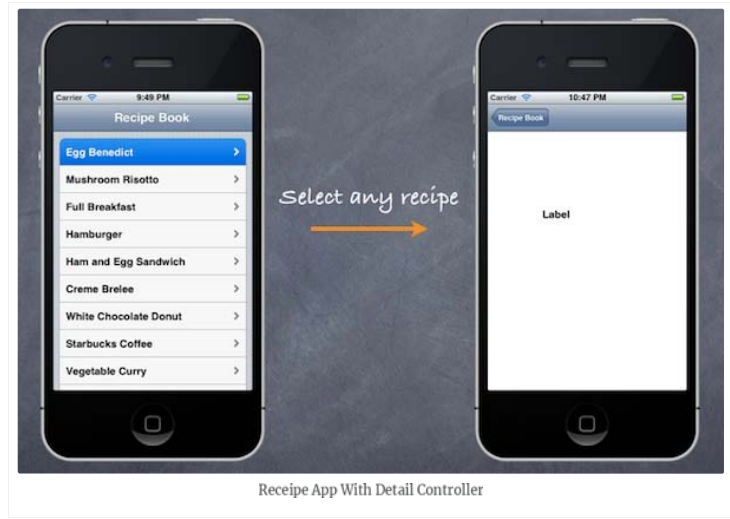 Carrier 9:49 PM
Recipe Book
Egg Benedict
Mushroom Risotto
Full Breakfast
Hamburger
Ham and Egg Sandwich
Creme Brelee
White Chocolate Donut
Starbucks Coffee
Vegetable Curry
Select any recipe
Carrier 10:47 PM
Recipe Book
Label
Receipe App With Detail Controller